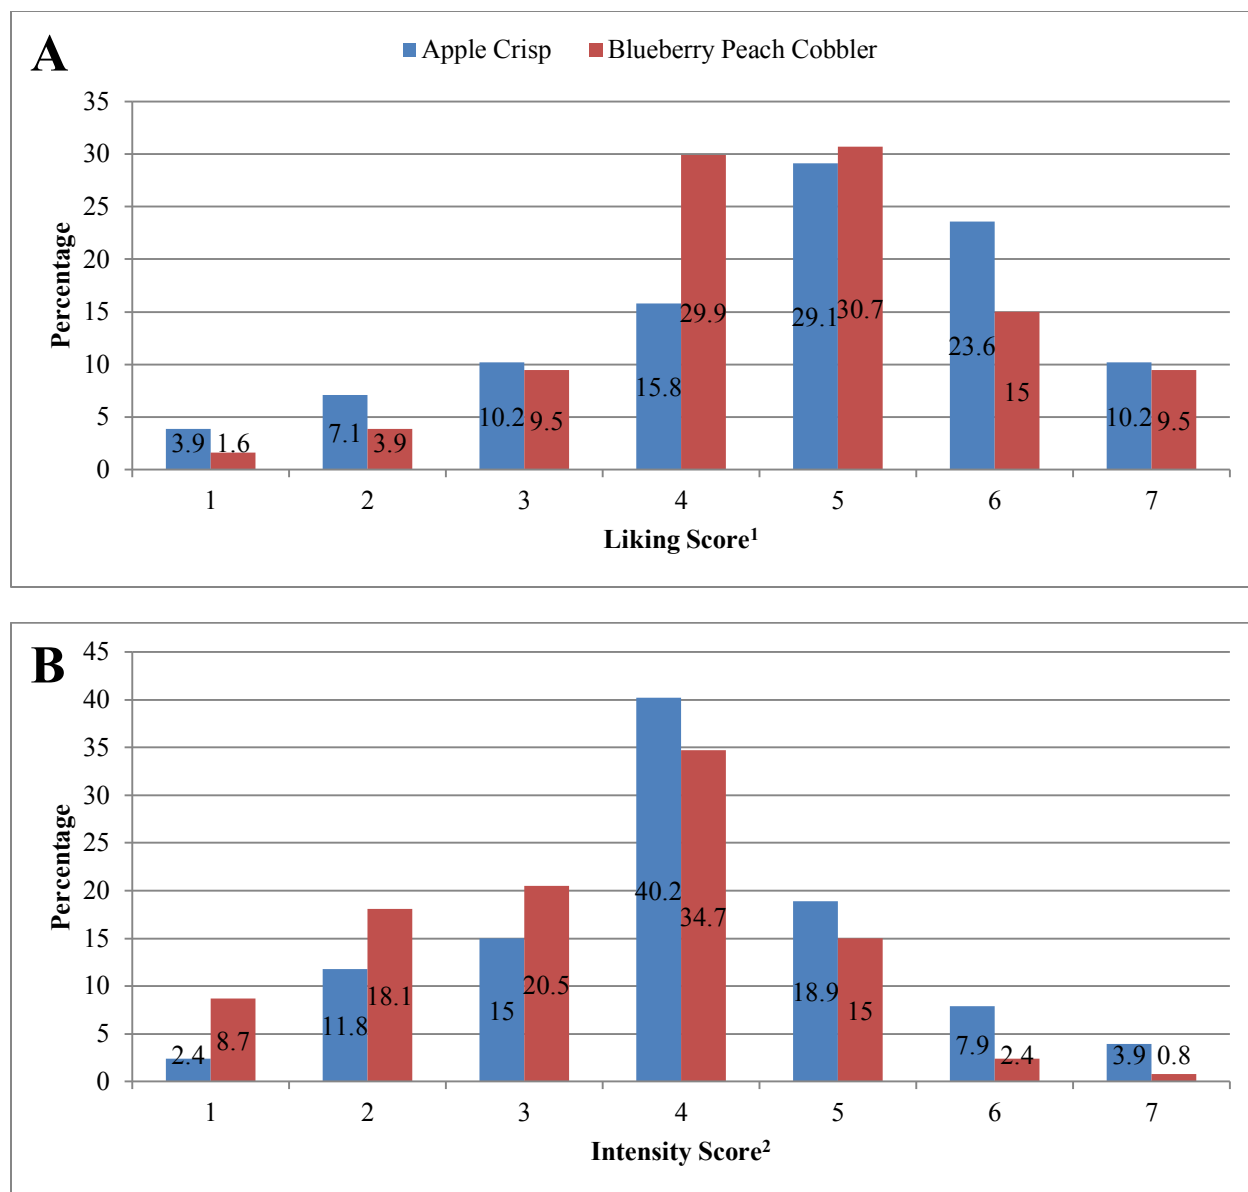 A
Apple Crisp Blueberry Peach Cobbler
35
30
25
20
15
10
5
0
Percentage
3.9 1.6 7.1 3.9 10.2 9.5 15.8 29.9 29.1 30.7 23.6 15 10.2 9.5
1 2 3 4 5 6 7
Liking Score¹
B
45
40
35
30
25
20
15
10
5
0
Percentage
2.4 8.7 11.8 18.1 15 20.5 40.2 34.7 18.9 15 7.9 2.4 3.9 0.8
1 2 3 4 5 6 7
Intensity Score²